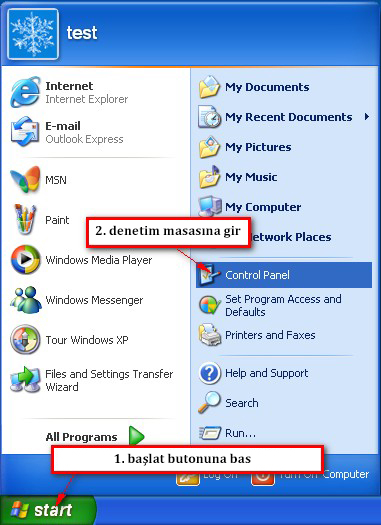 test
Internet
Internet Explorer
E-mail
Outlook Express
MSN
Paint
Windows Media Player
Windows Messenger
Tour Windows XP
Files and Settings Transfer
Wizard
All Programs
My Documents
My Recent Documents
My Pictures
My Music
My Computer
2. denetim masasına gir
Network Places
Control Panel
Set Program Access and
Defaults
Printers and Faxes
Help and Support
Search
Run...
1. başlat butonuna bas
Log Off
Turn Off Computer
start